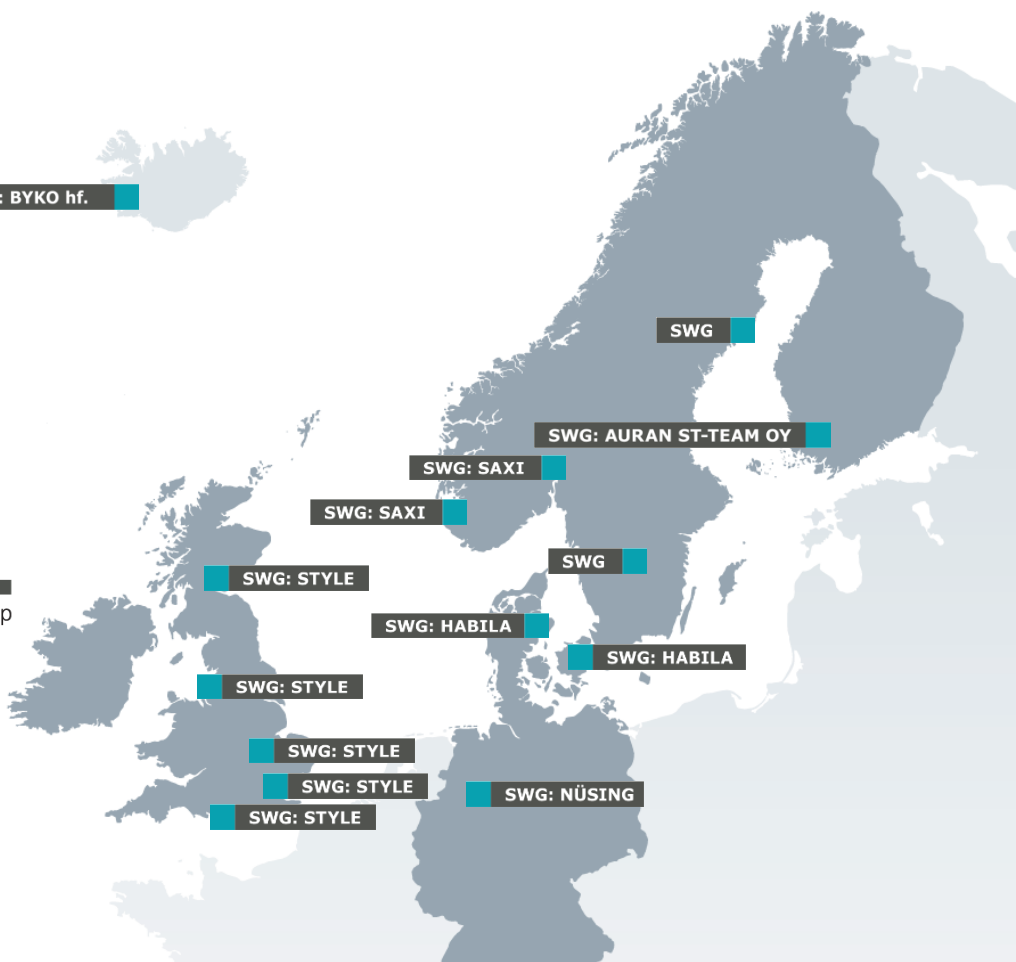 : BYKO hf.
SWG
SWG: AURAN ST-TEAM OY
SWG: SAXI
SWG: SAXI
SWG
SWG: STYLE
p
SWG: HABILA
SWG: HABILA
SWG: STYLE
SWG: STYLE
SWG: STYLE
SWG: NÜSING
SWG: STYLE